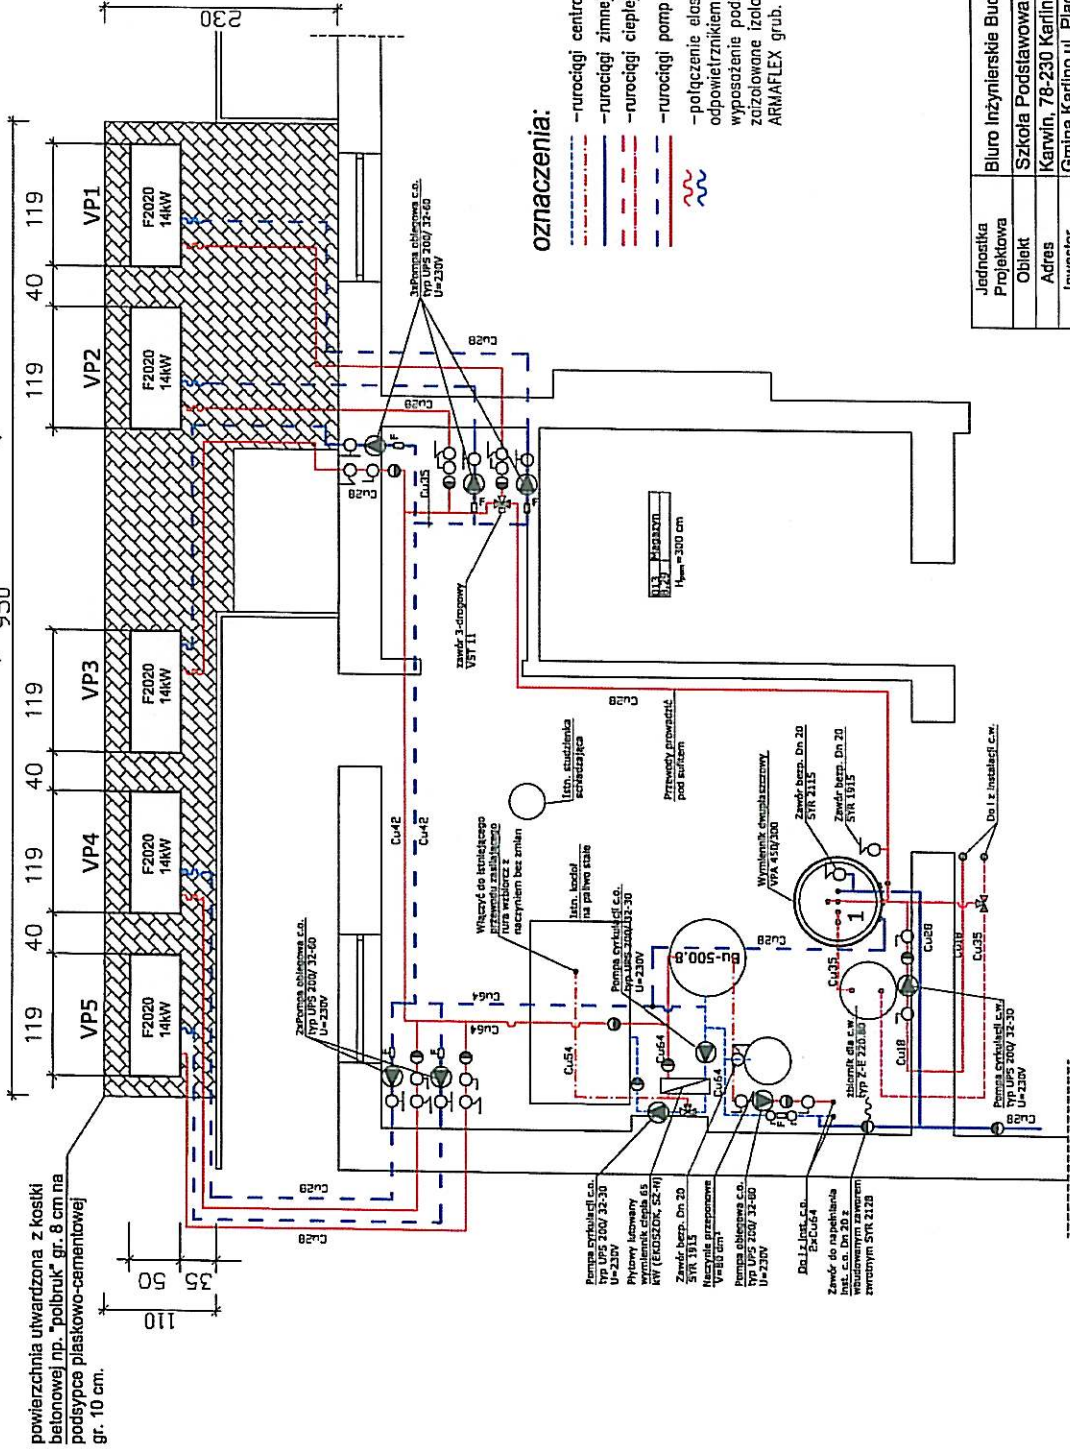 powierzchnia utwardzona z kostki
betonowej np. "polbruk" gr. 8 cm na
podsypce piaskowo-cementowej
gr. 10 cm.
950
119
40
119
40
119
119
40
119
230
110
50
35
VP5
VP4
VP3
VP2
VP1
F2020
14kW
F2020
14kW
F2020
14kW
F2020
14kW
F2020
14kW
3xPompa obiegowa c.o.
typ UPS 200/ 32-60
U=230V
2xPompa obiegowa c.o.
typ UPS 200/ 32-60
U=230V
zawór 3-drogowy
VST 11
Magazyn
H =300 cm
Istn. studzienka
schładzająca
Włączyć do istniejącego
przewodu zasilającego
rura wzbiorcz z
naczyniem bez zmian
Istn. kocioł
na paliwo stałe
Pompa cyrkulacji c.o.
typ UPS 200/ 32-30
U=230V
Przewody prowadzić
pod sufitem
Wymiennik dwupłaszczowy
VPA 450/300
Zawór bezp. Dn 20
SYR 2115
Zawór bezp. Dn 20
SYR 1915
Do i z instalacji c.w.
Bu-500.8
1
zbiornik dla c.w
typ Z-E 220.80
Pompa cyrkulacji c.w.
typ UPS 200/ 32-30
U=230V
Pompa cyrkulacji c.o.
typ UPS 200/ 32-30
U=230V
Płytowy lutowany
wymiennik ciepła 65
kW (EKOSZOK, SZ-N)
Zawór bezp. Dn 20
SYR 1915
Naczynie przeponowe
V=80 dm³
Pompa obiegowa c.o.
typ UPS 200/ 32-80
U=230V
Do i z inst. c.o.
2xCu64
Zawór do napełniania
inst. c.o. Dn 20 z
wbudowanym zaworem
zwrotnym SYR 2128
Cu28
Cu28
Cu28
Cu28
Cu28
Cu35
Cu42
Cu42
Cu64
Cu64
Cu54
Cu64
Cu64
Cu28
Cu28
Cu35
Cu28
Cu18
Cu35
Cu18
Cu28
F
F
F
F
F
F
oznaczenia:
-rurociągi centro
-rurociągi zimnej
-rurociągi ciepłe
-rurociągi pomp
-połączenie elas
odpowietrznikiem
wyposażenie pod
zaizolowane izolo
ARMAFLEX grub.
Jednostka
Projektowa
Biuro Inżynierskie Bud
Obiekt
Szkoła Podstawowa
Adres
Karwin, 78-230 Karlin
Inwestor
Gmina Karlino ul. Plac